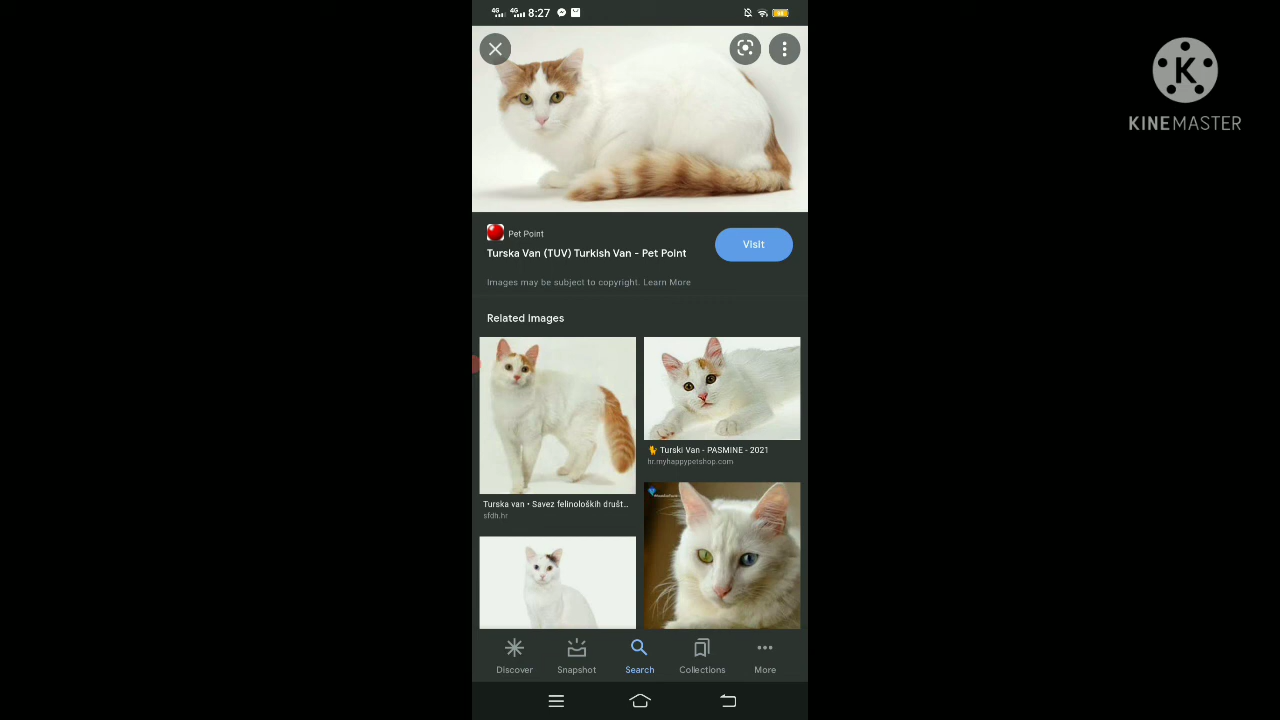 4G 4G 8:27
K
KINEMASTER
Pet Point
Turska Van (TUV) Turkish Van - Pet Point
Visit
Images may be subject to copyright. Learn More
Related Images
Turska van • Savez felinoloških društ...
sfdh.hr
🐈 Turski Van - PASMINE - 2021
hr.myhappypetshop.com
Discover
Snapshot
Search
Collections
More